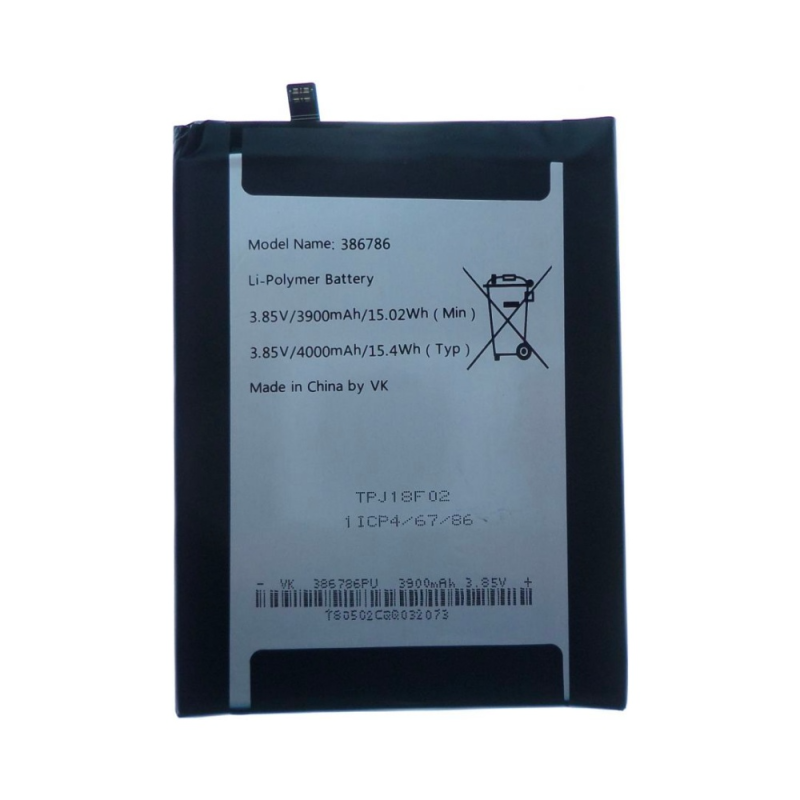 Model Name: 386786
Li-Polymer Battery
3.85V/3900mAh/15.02Wh ( Min )
3.85V/4000mAh/15.4Wh ( Typ )
Made in China by VK
TPJ18F02
1ICP4/67/86
- VK 386786PU 3900mAh 3.85V +
T80502CQQ032073